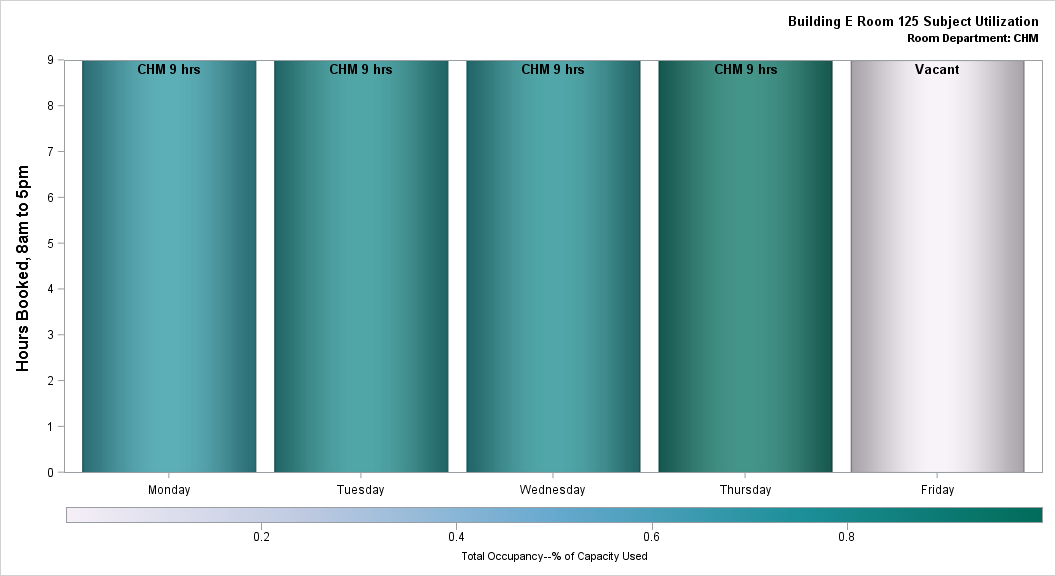 Building E Room 125 Subject Utilization
Room Department: CHM
Hours Booked, 8am to 5pm
9
8
7
6
5
4
3
2
1
0
CHM 9 hrs
CHM 9 hrs
CHM 9 hrs
CHM 9 hrs
Vacant
Monday
Tuesday
Wednesday
Thursday
Friday
0.2
0.4
0.6
0.8
Total Occupancy--% of Capacity Used